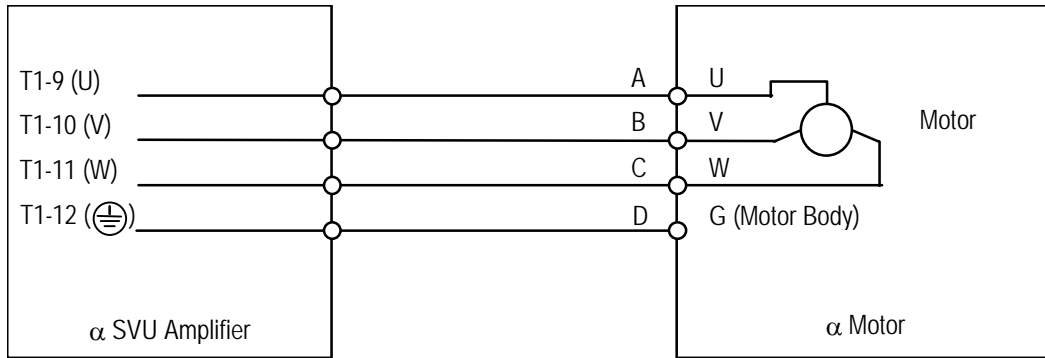 T1-9 (U) A U
T1-10 (V) B V Motor
T1-11 (W) C W
T1-12 (⏚) D G (Motor Body)
α SVU Amplifier α Motor